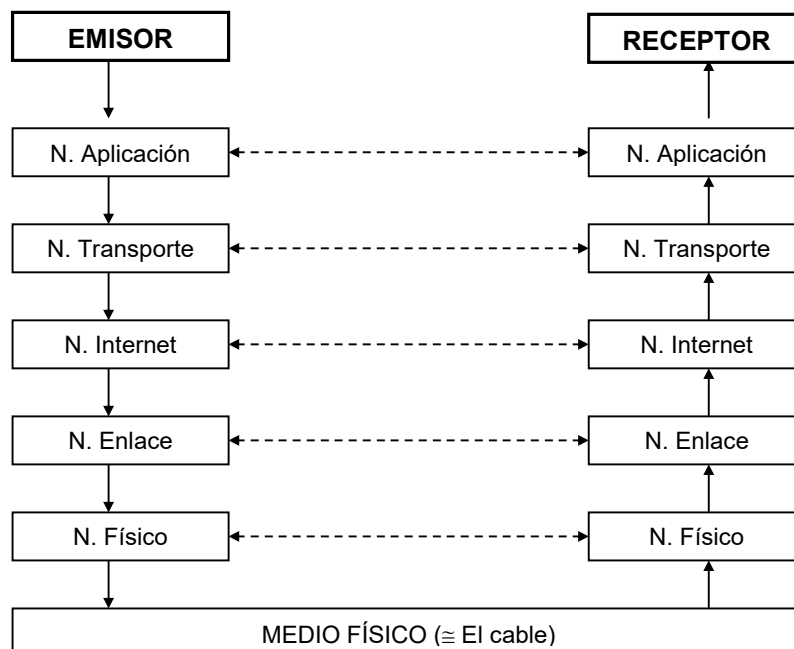 EMISOR
RECEPTOR
N. Aplicación
N. Aplicación
N. Transporte
N. Transporte
N. Internet
N. Internet
N. Enlace
N. Enlace
N. Físico
N. Físico
MEDIO FÍSICO (≅ El cable)